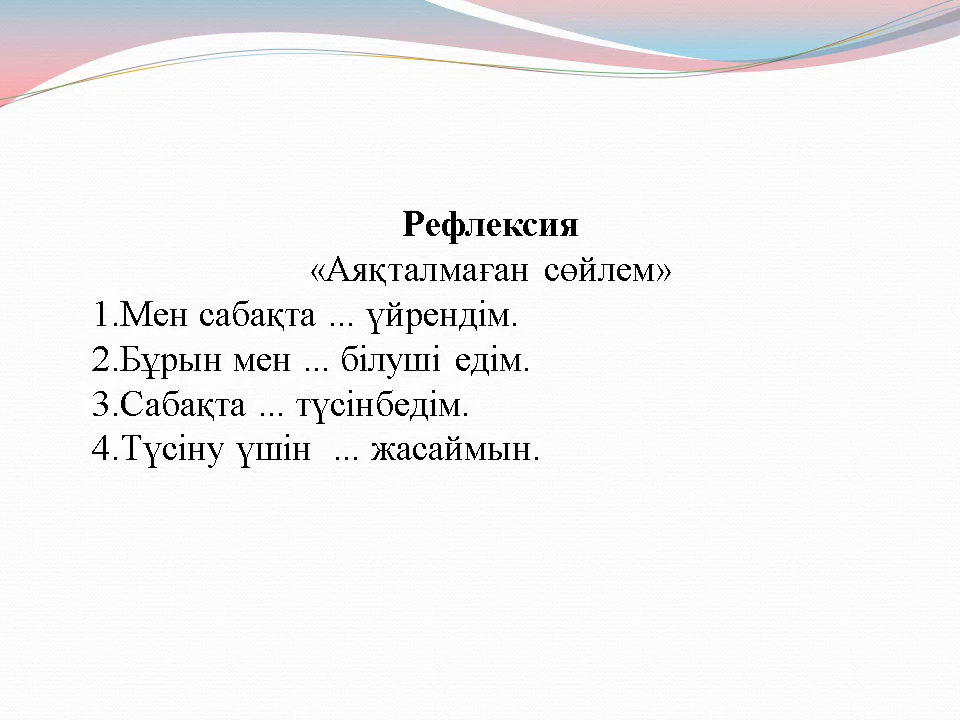 Рефлексия
«Аяқталмаған сөйлем»
1.Мен сабақта ... үйрендім.
2.Бұрын мен ... білуші едім.
3.Сабақта ... түсінбедім.
4.Түсіну үшін ... жасаймын.